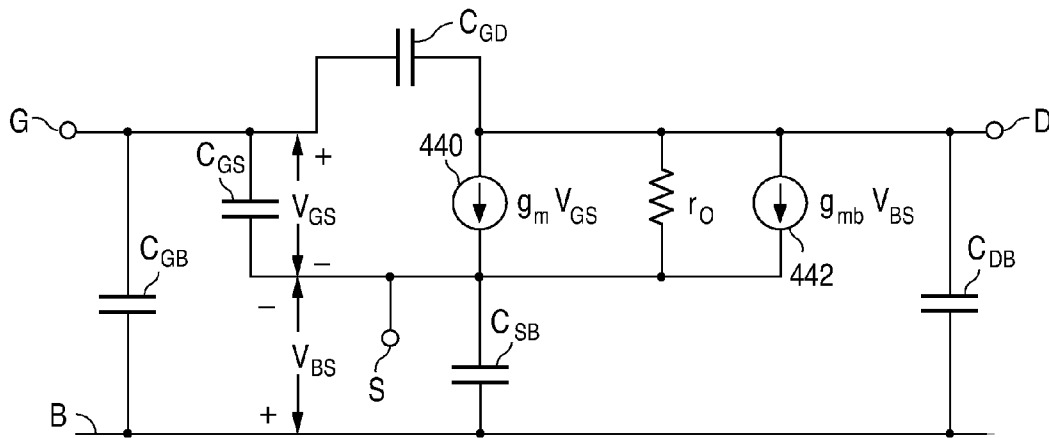 C_GD
G
D
C_GS
+
V_GS
−
440
g_m V_GS
r_O
g_mb V_BS
442
C_GB
C_DB
−
V_BS
+
S
C_SB
B